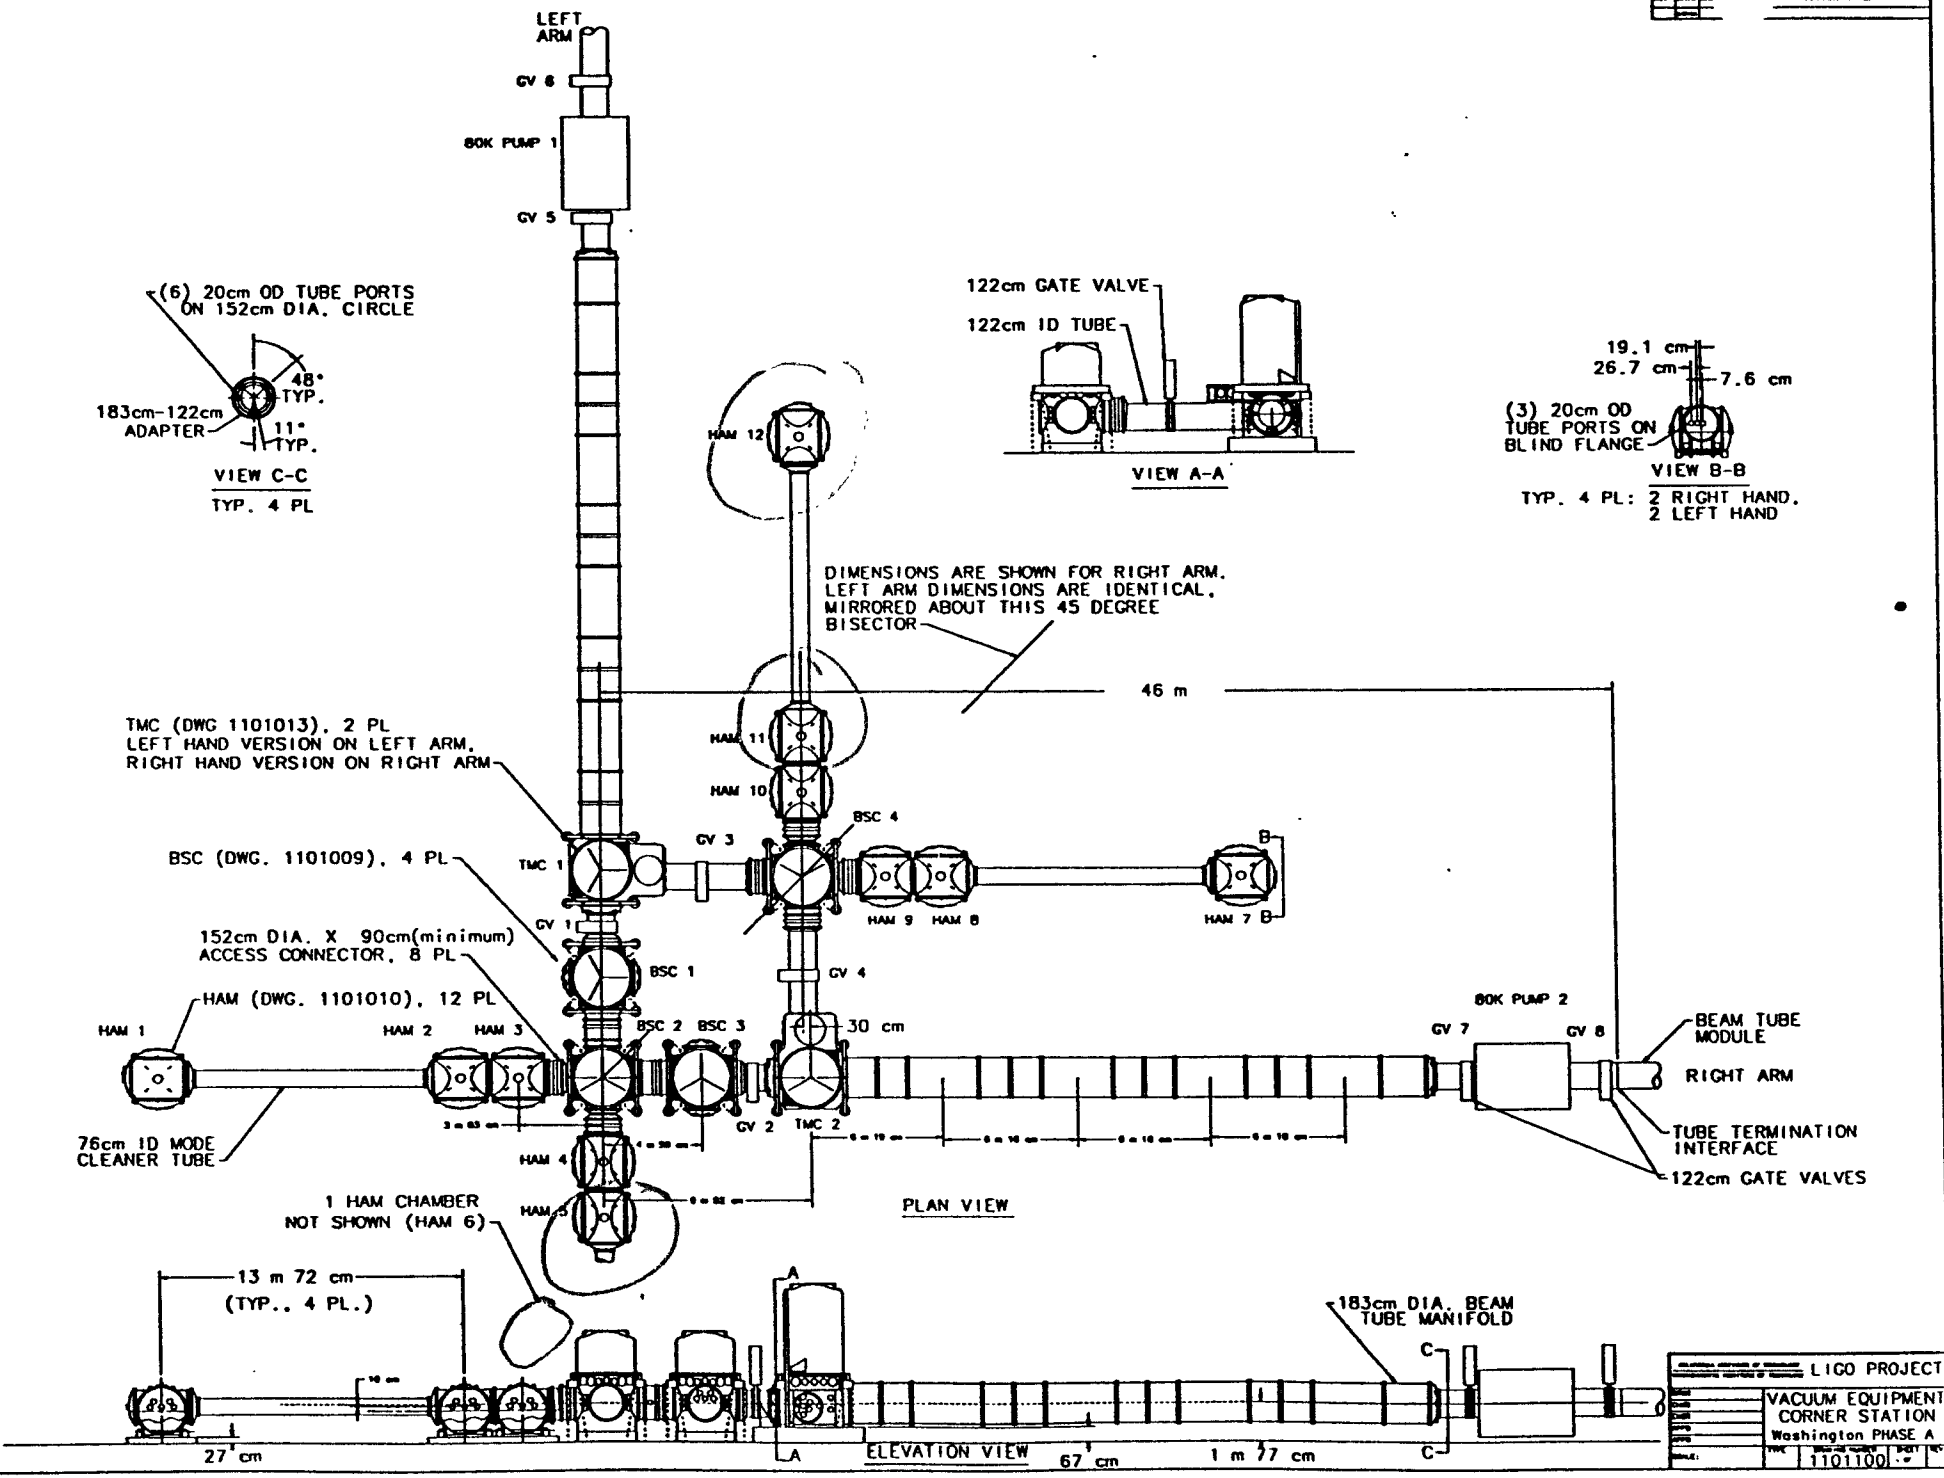 LEFT
ARM
GV 6
80K PUMP 1
GV 5
(6) 20cm OD TUBE PORTS
ON 152cm DIA. CIRCLE
48°
TYP.
183cm-122cm
ADAPTER
11°
TYP.
VIEW C-C
TYP. 4 PL
HAM 12
122cm GATE VALVE
122cm ID TUBE
VIEW A-A
19.1 cm
26.7 cm
7.6 cm
(3) 20cm OD
TUBE PORTS ON
BLIND FLANGE
VIEW B-B
TYP. 4 PL: 2 RIGHT HAND,
2 LEFT HAND
DIMENSIONS ARE SHOWN FOR RIGHT ARM.
LEFT ARM DIMENSIONS ARE IDENTICAL,
MIRRORED ABOUT THIS 45 DEGREE
BISECTOR
46 m
TMC (DWG 1101013), 2 PL
LEFT HAND VERSION ON LEFT ARM,
RIGHT HAND VERSION ON RIGHT ARM
HAM 11
HAM 10
BSC 4
GV 3
TMC 1
BSC (DWG. 1101009), 4 PL
HAM 9
HAM 8
HAM 7
B
B
GV 1
152cm DIA. X 90cm(minimum)
ACCESS CONNECTOR, 8 PL
BSC 1
GV 4
HAM (DWG. 1101010), 12 PL
HAM 1
HAM 2
HAM 3
BSC 2
BSC 3
30 cm
80K PUMP 2
GV 7
GV 8
BEAM TUBE
MODULE
RIGHT ARM
GV 2
TMC 2
76cm ID MODE
CLEANER TUBE
HAM 4
TUBE TERMINATION
INTERFACE
122cm GATE VALVES
PLAN VIEW
1 HAM CHAMBER
NOT SHOWN (HAM 6)
HAM 5
13 m 72 cm
(TYP., 4 PL.)
A
183cm DIA. BEAM
TUBE MANIFOLD
C
LIGO PROJECT
VACUUM EQUIPMENT
CORNER STATION
Washington PHASE A
1101100
27 cm
A
ELEVATION VIEW
67 cm
1 m 77 cm
C